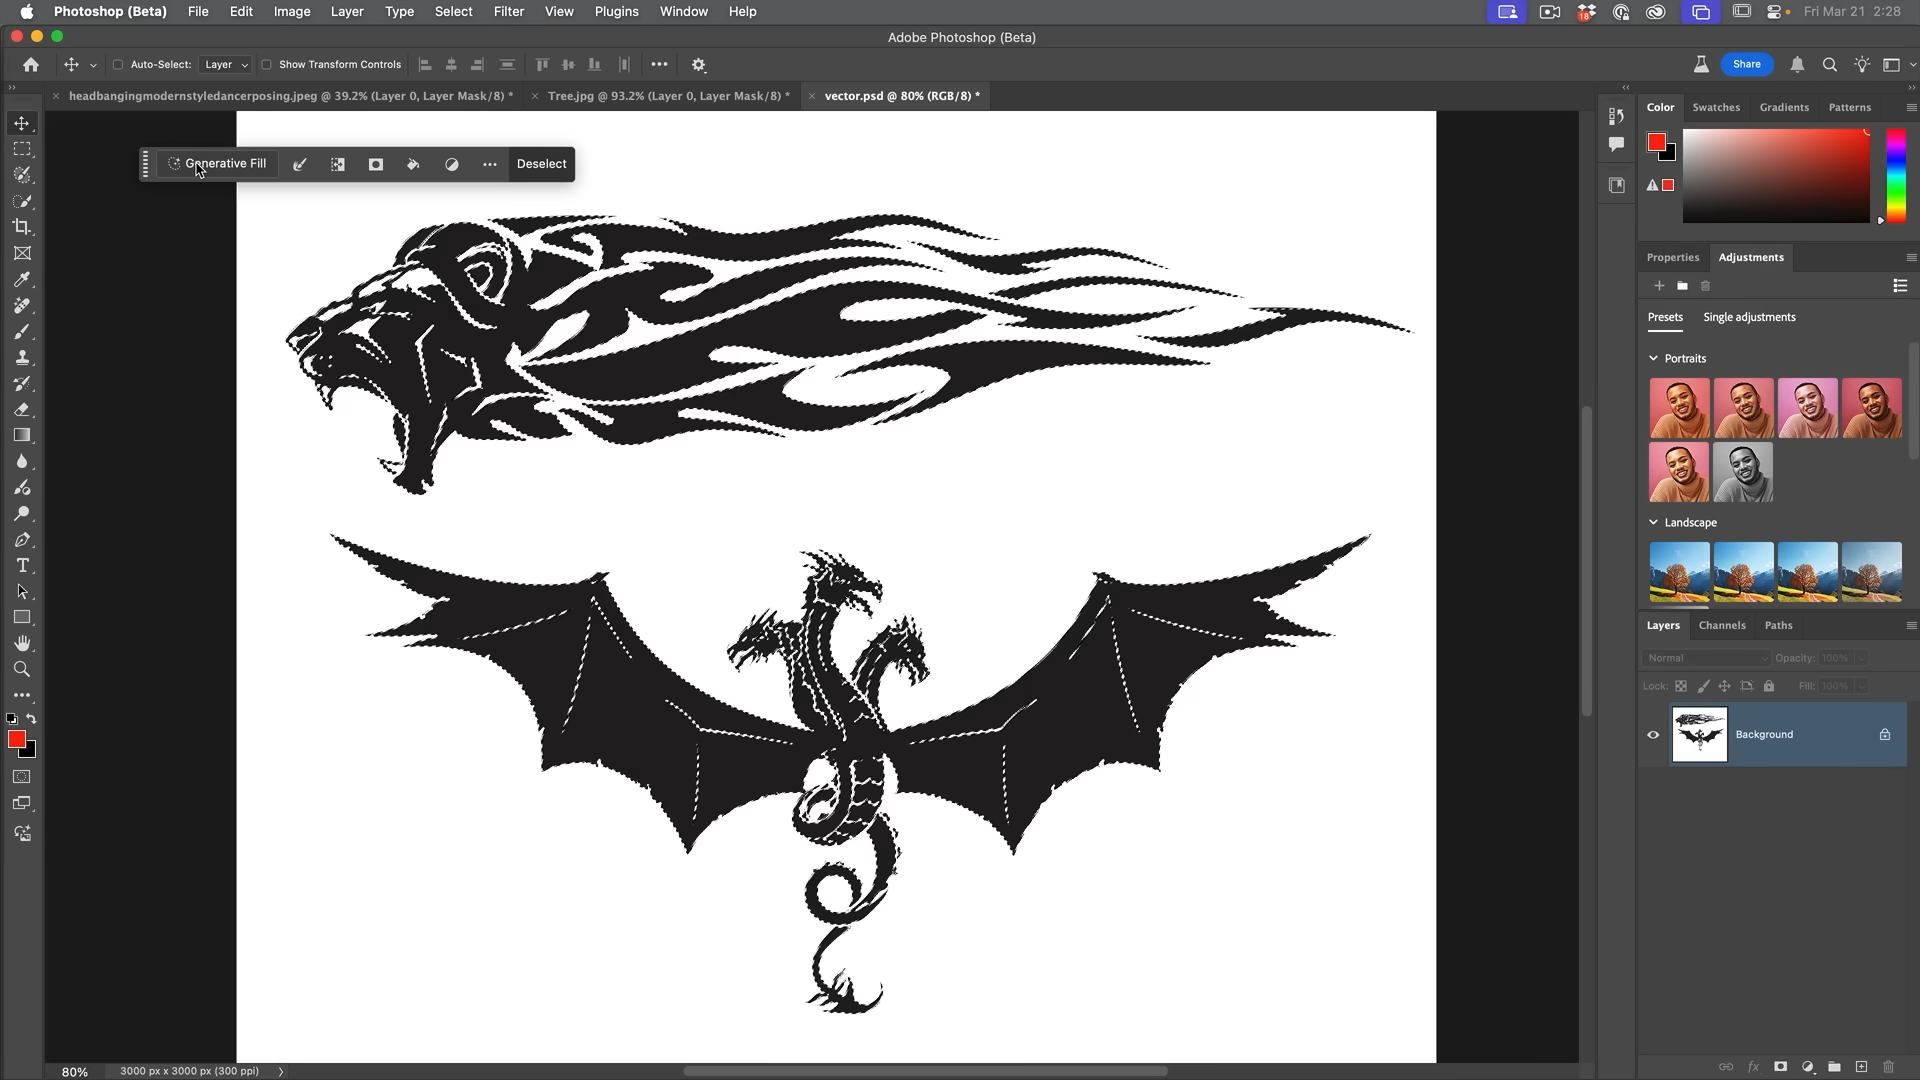 Photoshop (Beta) File Edit Image Layer Type Select Filter View Plugins Window Help
18
Fri Mar 21 2:28
Adobe Photoshop (Beta)
Auto-Select: Layer Show Transform Controls
Share
headbangingmodernstyledancerposing.jpeg @ 39.2% (Layer 0, Layer Mask/8) *
Tree.jpg @ 93.2% (Layer 0, Layer Mask/8) *
vector.psd @ 80% (RGB/8) *
Color Swatches Gradients Patterns
Generative Fill
Deselect
Properties Adjustments
Presets Single adjustments
Portraits
Landscape
Layers Channels Paths
Normal Opacity: 100%
Lock: Fill: 100%
Background
80% 3000 px x 3000 px (300 ppi)
fx